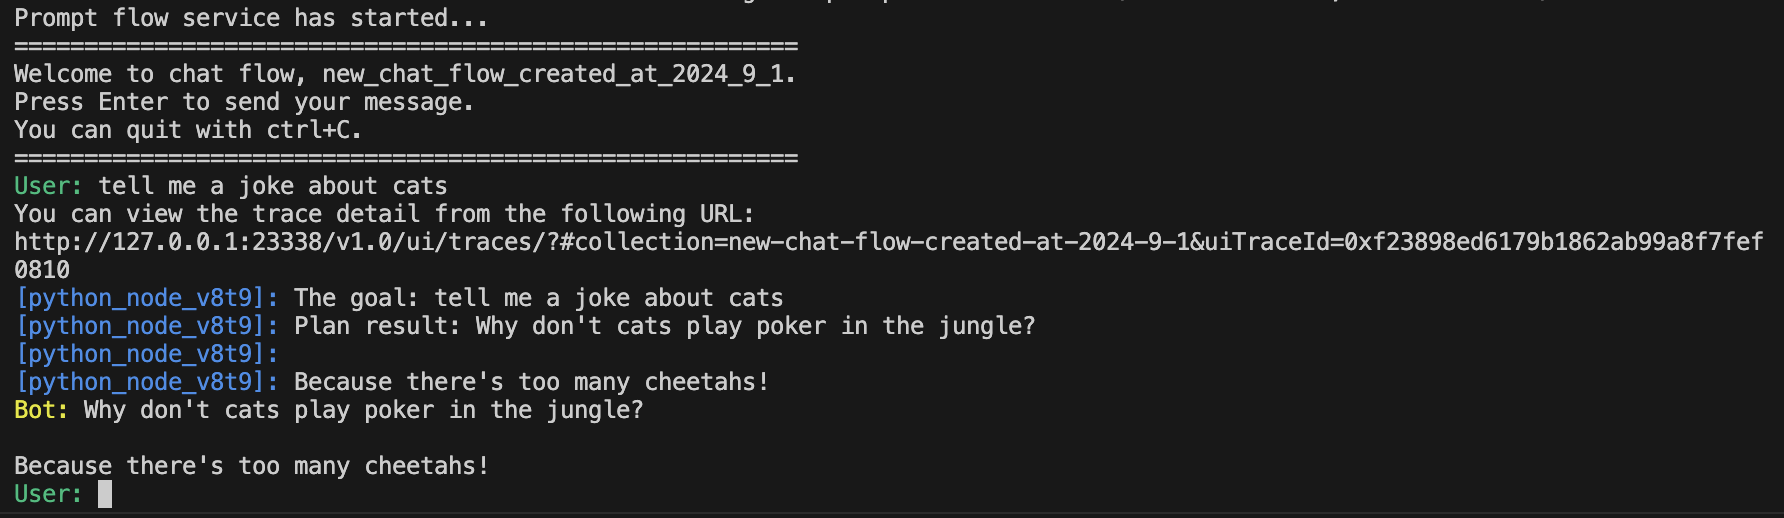 Prompt flow service has started...
========================================================
Welcome to chat flow, new_chat_flow_created_at_2024_9_1.
Press Enter to send your message.
You can quit with ctrl+C.
========================================================
User: tell me a joke about cats
You can view the trace detail from the following URL:
http://127.0.0.1:23338/v1.0/ui/traces/?#collection=new-chat-flow-created-at-2024-9-1&uiTraceId=0xf23898ed6179b1862ab99a8f7fef
0810
[python_node_v8t9]: The goal: tell me a joke about cats
[python_node_v8t9]: Plan result: Why don't cats play poker in the jungle?
[python_node_v8t9]:
[python_node_v8t9]: Because there's too many cheetahs!
Bot: Why don't cats play poker in the jungle?

Because there's too many cheetahs!
User: